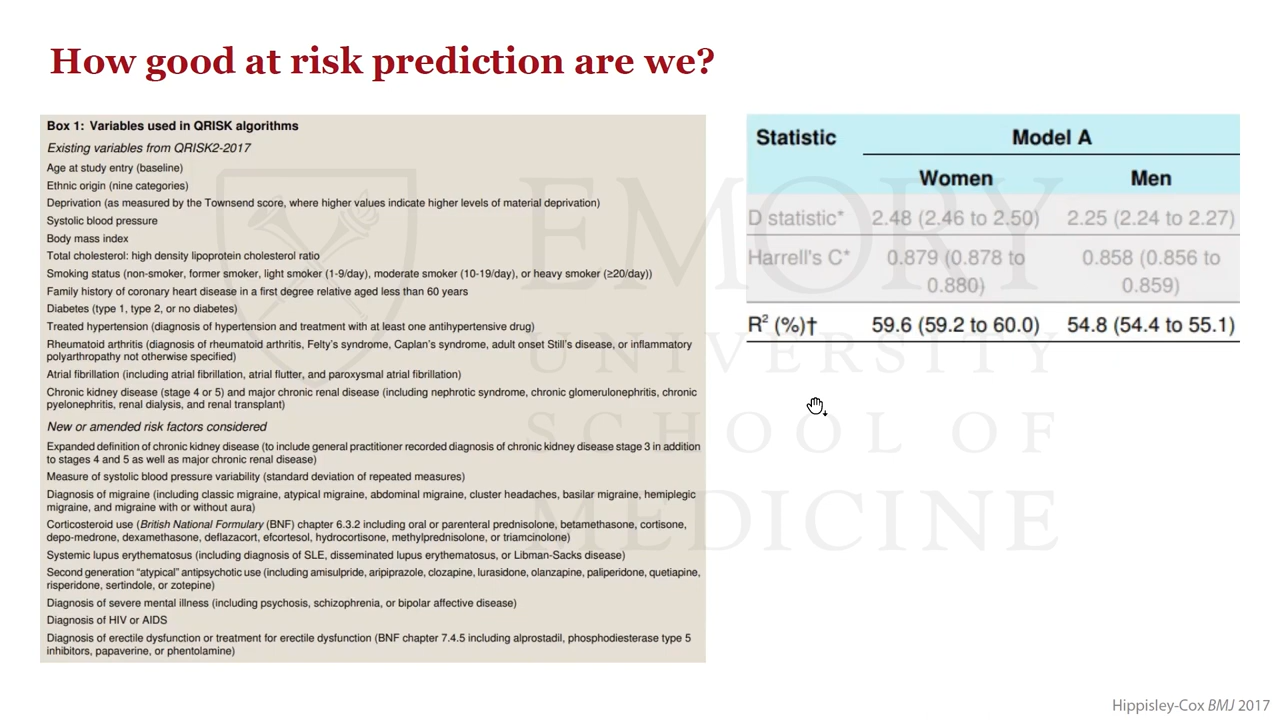 How good at risk prediction are we?
Box 1: Variables used in QRISK algorithms
Existing variables from QRISK2-2017
Age at study entry (baseline)
Ethnic origin (nine categories)
Deprivation (as measured by the Townsend score, where higher values indicate higher levels of material deprivation)
Systolic blood pressure
Body mass index
Total cholesterol: high density lipoprotein cholesterol ratio
Smoking status (non-smoker, former smoker, light smoker (1-9/day), moderate smoker (10-19/day), or heavy smoker (≥20/day))
Family history of coronary heart disease in a first degree relative aged less than 60 years
Diabetes (type 1, type 2, or no diabetes)
Treated hypertension (diagnosis of hypertension and treatment with at least one antihypertensive drug)
Rheumatoid arthritis (diagnosis of rheumatoid arthritis, Felty's syndrome, Caplan's syndrome, adult onset Still's disease, or inflammatory
polyarthropathy not otherwise specified)
Atrial fibrillation (including atrial fibrillation, atrial flutter, and paroxysmal atrial fibrillation)
Chronic kidney disease (stage 4 or 5) and major chronic renal disease (including nephrotic syndrome, chronic glomerulonephritis, chronic
pyelonephritis, renal dialysis, and renal transplant)
New or amended risk factors considered
Expanded definition of chronic kidney disease (to include general practitioner recorded diagnosis of chronic kidney disease stage 3 in addition
to stages 4 and 5 as well as major chronic renal disease)
Measure of systolic blood pressure variability (standard deviation of repeated measures)
Diagnosis of migraine (including classic migraine, atypical migraine, abdominal migraine, cluster headaches, basilar migraine, hemiplegic
migraine, and migraine with or without aura)
Corticosteroid use (British National Formulary (BNF) chapter 6.3.2 including oral or parenteral prednisolone, betamethasone, cortisone,
depo-medrone, dexamethasone, deflazacort, efcortesol, hydrocortisone, methylprednisolone, or triamcinolone)
Systemic lupus erythematosus (including diagnosis of SLE, disseminated lupus erythematosus, or Libman-Sacks disease)
Second generation "atypical" antipsychotic use (including amisulpride, aripiprazole, clozapine, lurasidone, olanzapine, paliperidone, quetiapine,
risperidone, sertindole, or zotepine)
Diagnosis of severe mental illness (including psychosis, schizophrenia, or bipolar affective disease)
Diagnosis of HIV or AIDS
Diagnosis of erectile dysfunction or treatment for erectile dysfunction (BNF chapter 7.4.5 including alprostadil, phosphodiesterase type 5
inhibitors, papaverine, or phentolamine)
Statistic Model A
Women Men
D statistic* 2.48 (2.46 to 2.50) 2.25 (2.24 to 2.27)
Harrell's C* 0.879 (0.878 to 0.858 (0.856 to
0.880) 0.859)
R² (%)† 59.6 (59.2 to 60.0) 54.8 (54.4 to 55.1)
EMORY
UNIVERSITY
SCHOOL OF
MEDICINE
Hippisley-Cox BMJ 2017